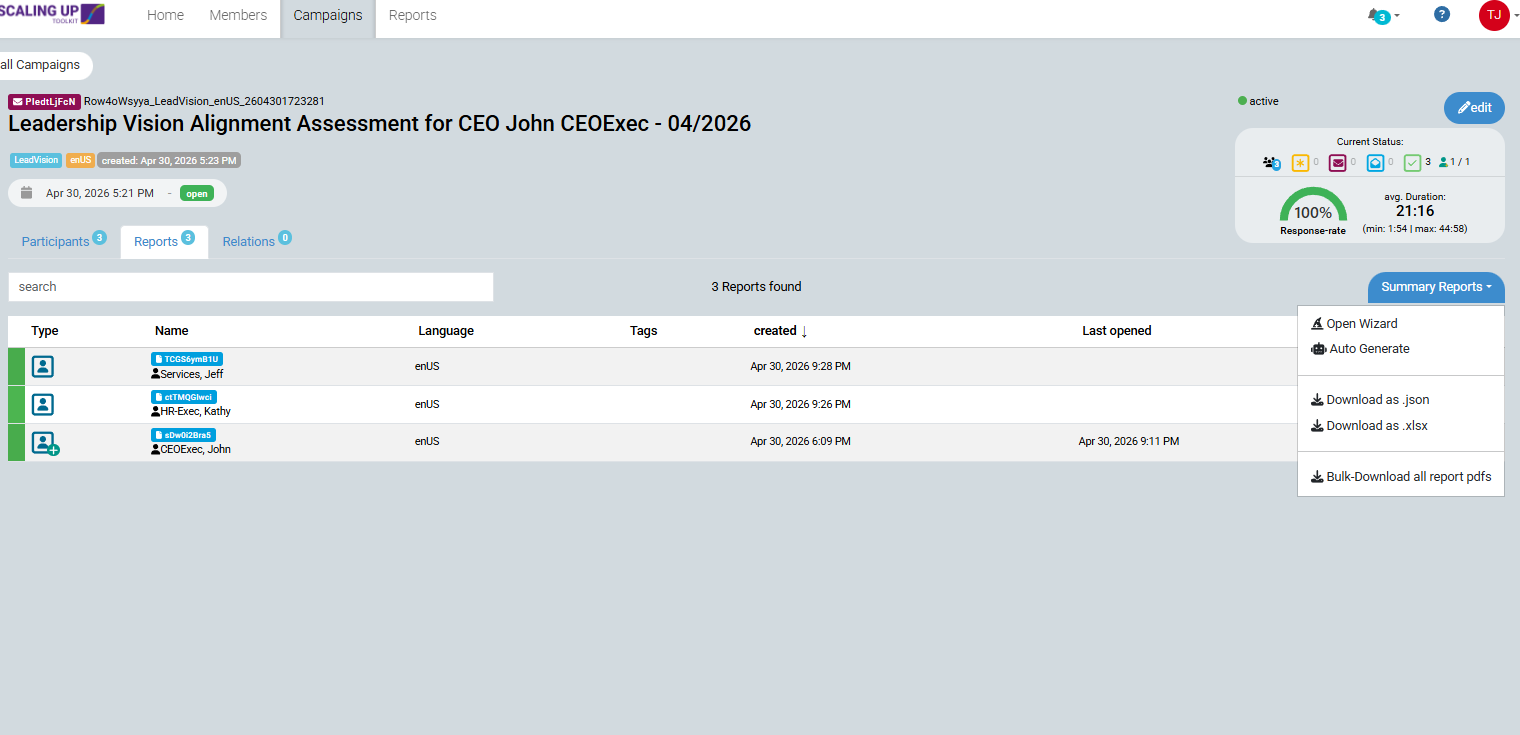 SCALING UP
TOOLKIT
Home Members Campaigns Reports
3
?
TJ
all Campaigns
PIedtLjFcN Row4oWsyya_LeadVision_enUS_2604301723281
active
edit
Leadership Vision Alignment Assessment for CEO John CEOExec - 04/2026
LeadVision enUS created: Apr 30, 2026 5:23 PM
Apr 30, 2026 5:21 PM - open
Current Status:
3 0 0 0 3 1 / 1
100%
Response-rate
avg. Duration:
21:16
(min: 1:54 | max: 44:58)
Participants 3 Reports 3 Relations 0
search
3 Reports found
Summary Reports
Type Name Language Tags created ↓ Last opened
TCGS6ymB1U
Services, Jeff enUS Apr 30, 2026 9:28 PM
ctTMQGlwci
HR-Exec, Kathy enUS Apr 30, 2026 9:26 PM
sDw0i2Bra5
CEOExec, John enUS Apr 30, 2026 6:09 PM Apr 30, 2026 9:11 PM
Open Wizard
Auto Generate
Download as .json
Download as .xlsx
Bulk-Download all report pdfs